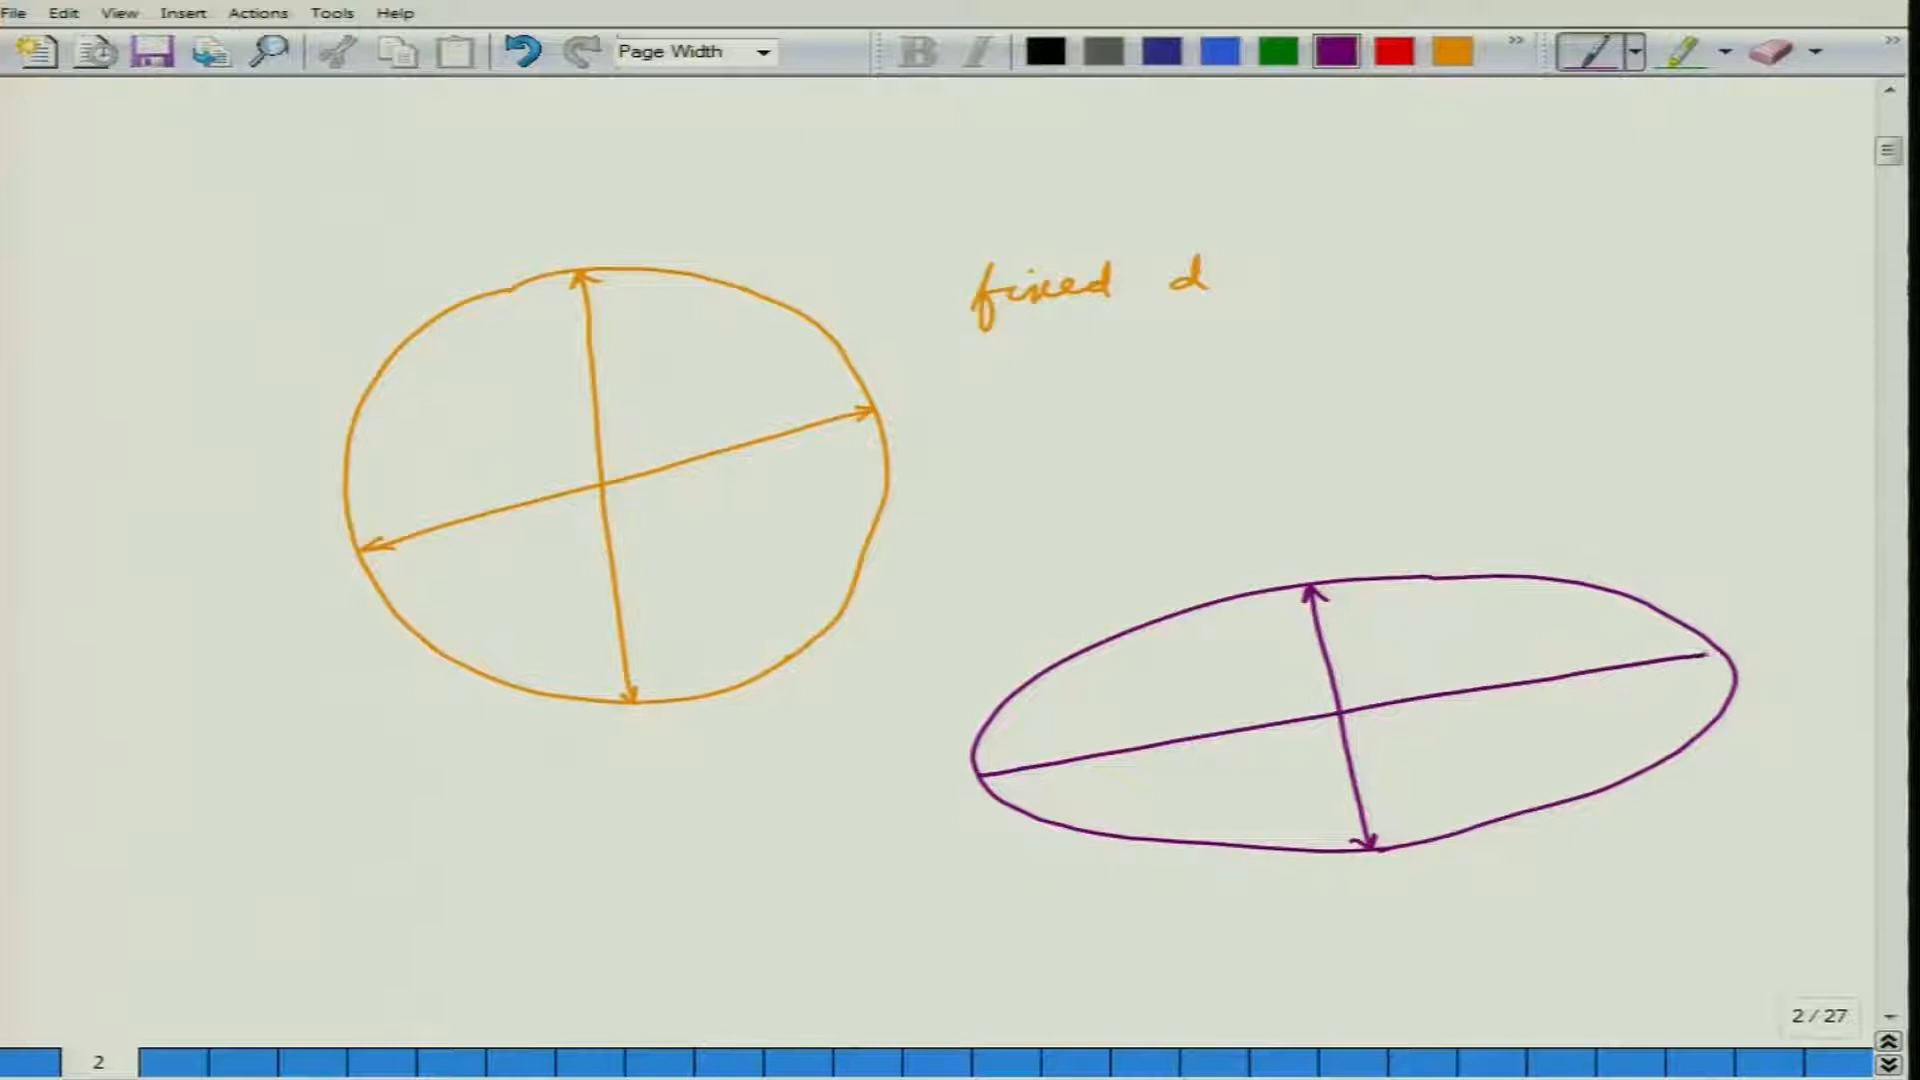 File Edit View Insert Actions Tools Help
Page Width
B I
fixed d
2 / 27
2